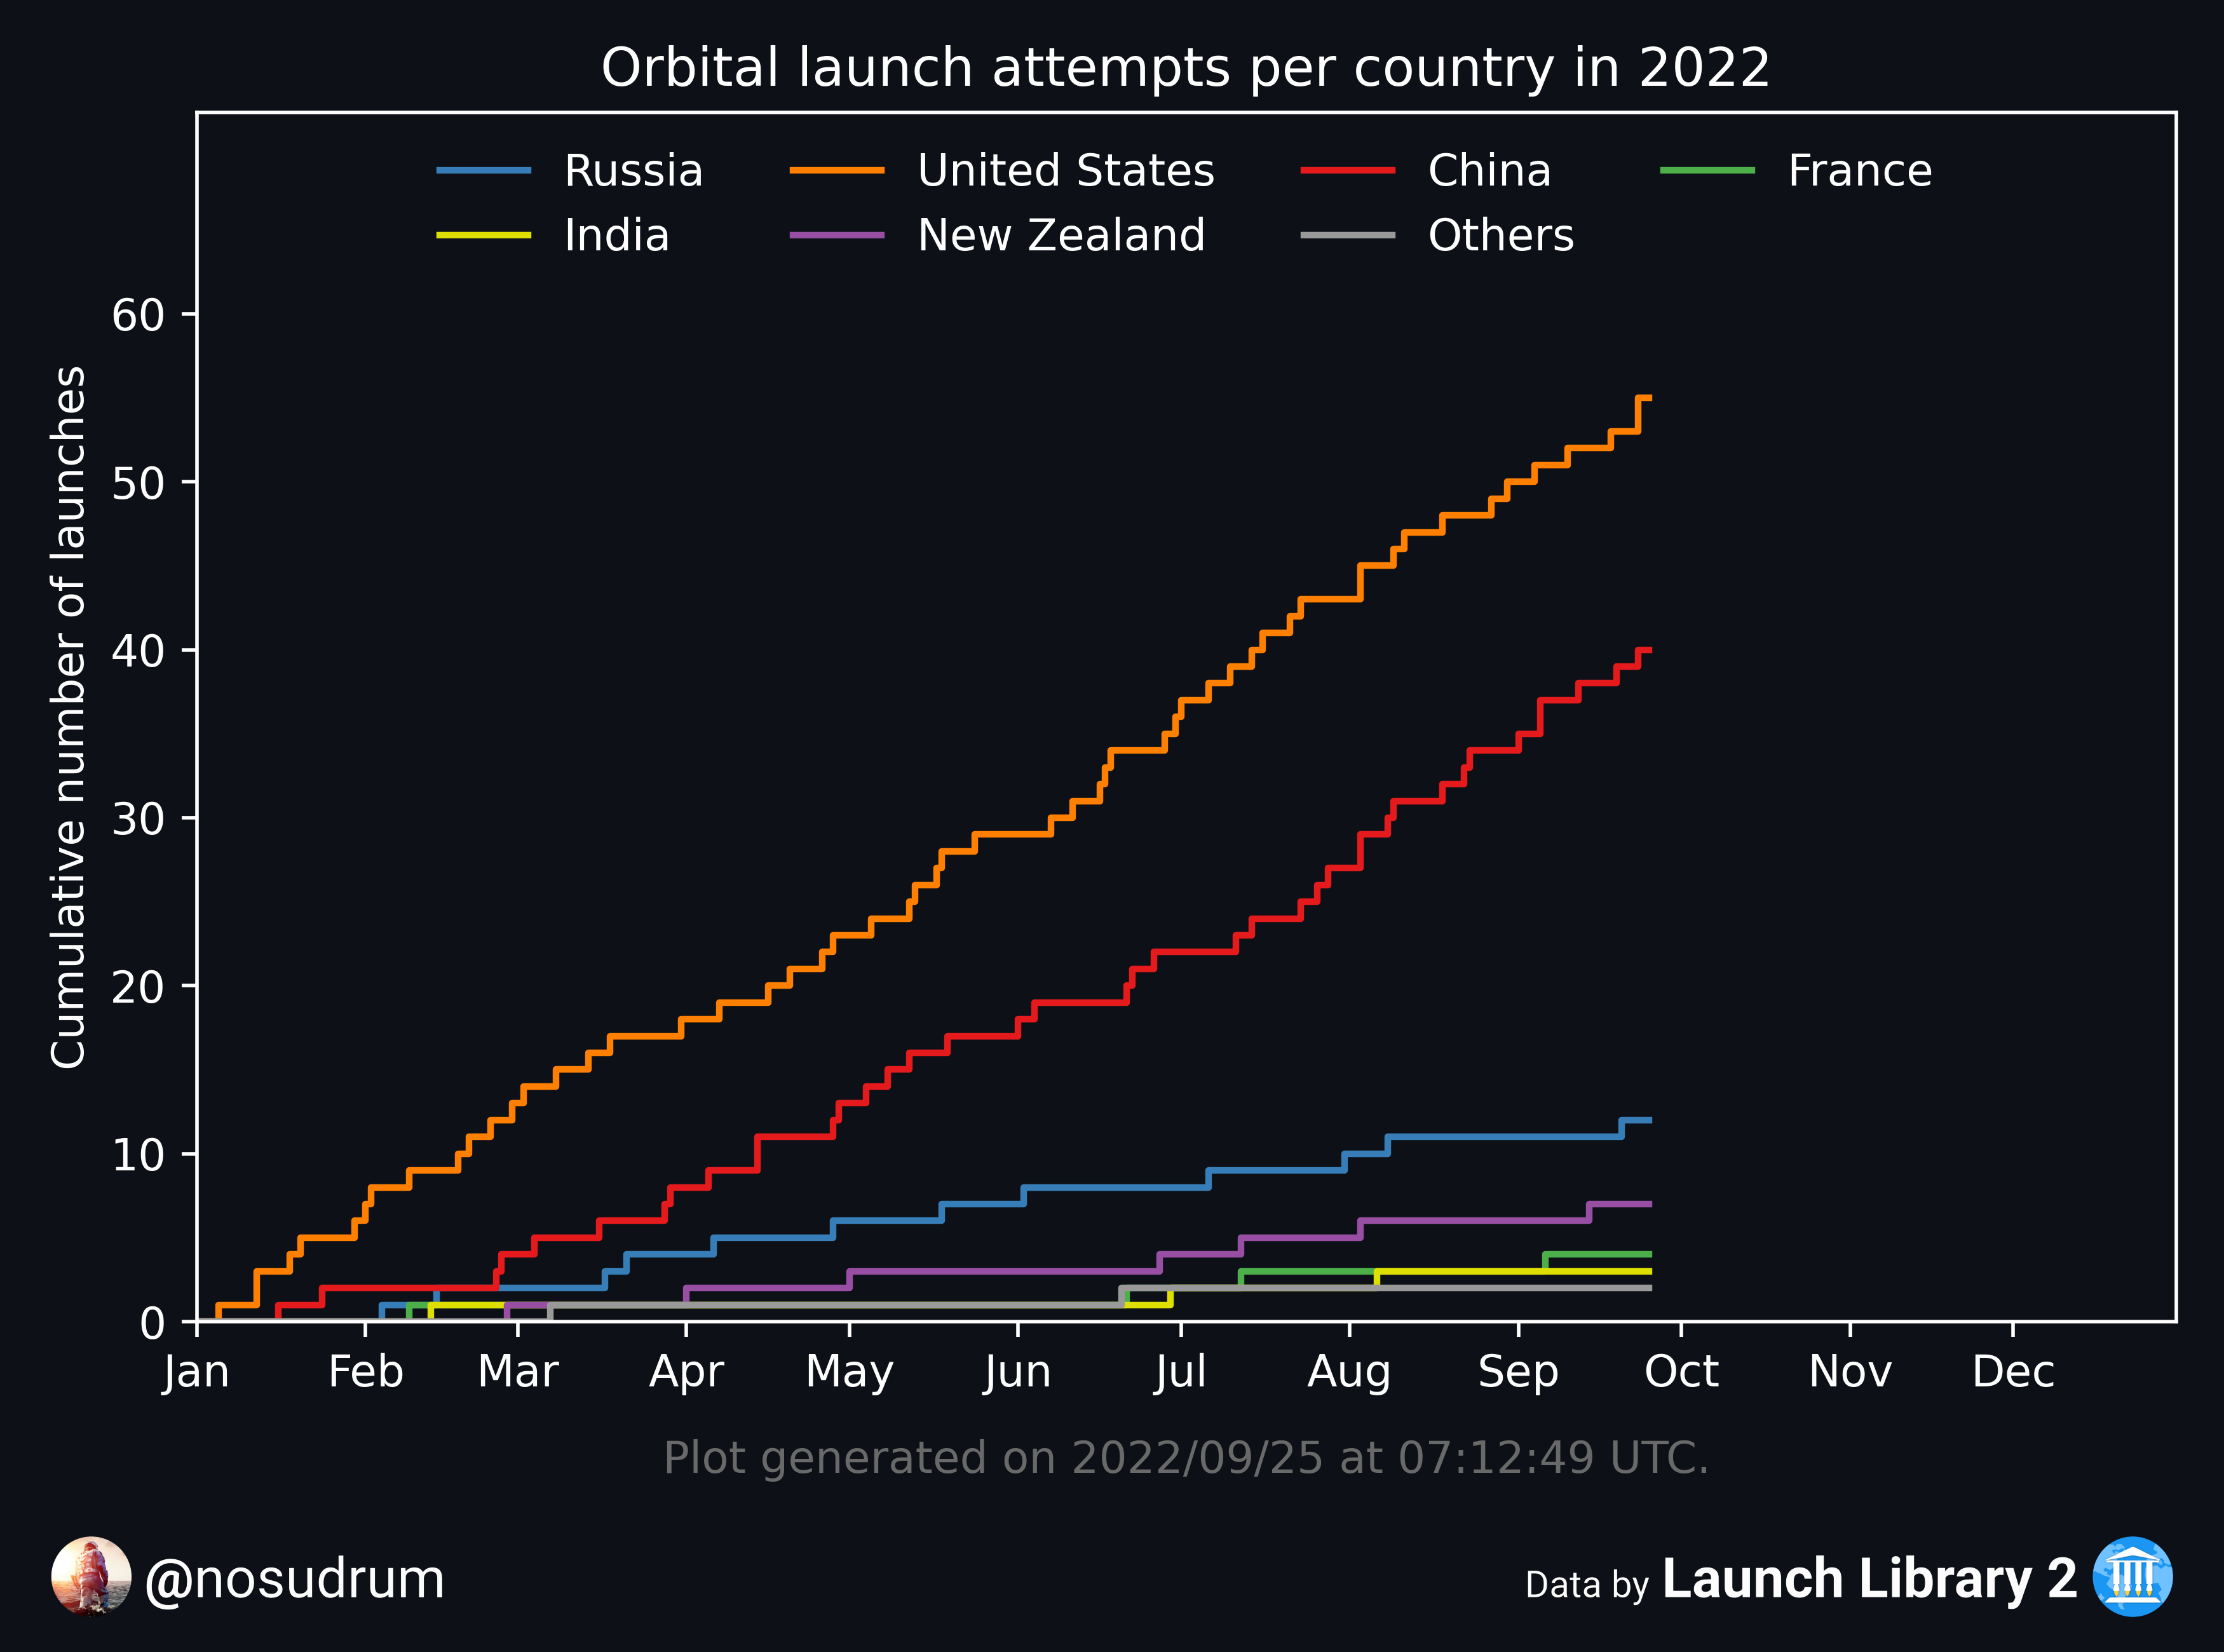 Orbital launch attempts per country in 2022
Russia United States China France
India New Zealand Others
Cumulative number of launches
60
50
40
30
20
10
0
Jan Feb Mar Apr May Jun Jul Aug Sep Oct Nov Dec
Plot generated on 2022/09/25 at 07:12:49 UTC.
@nosudrum
Data by Launch Library 2